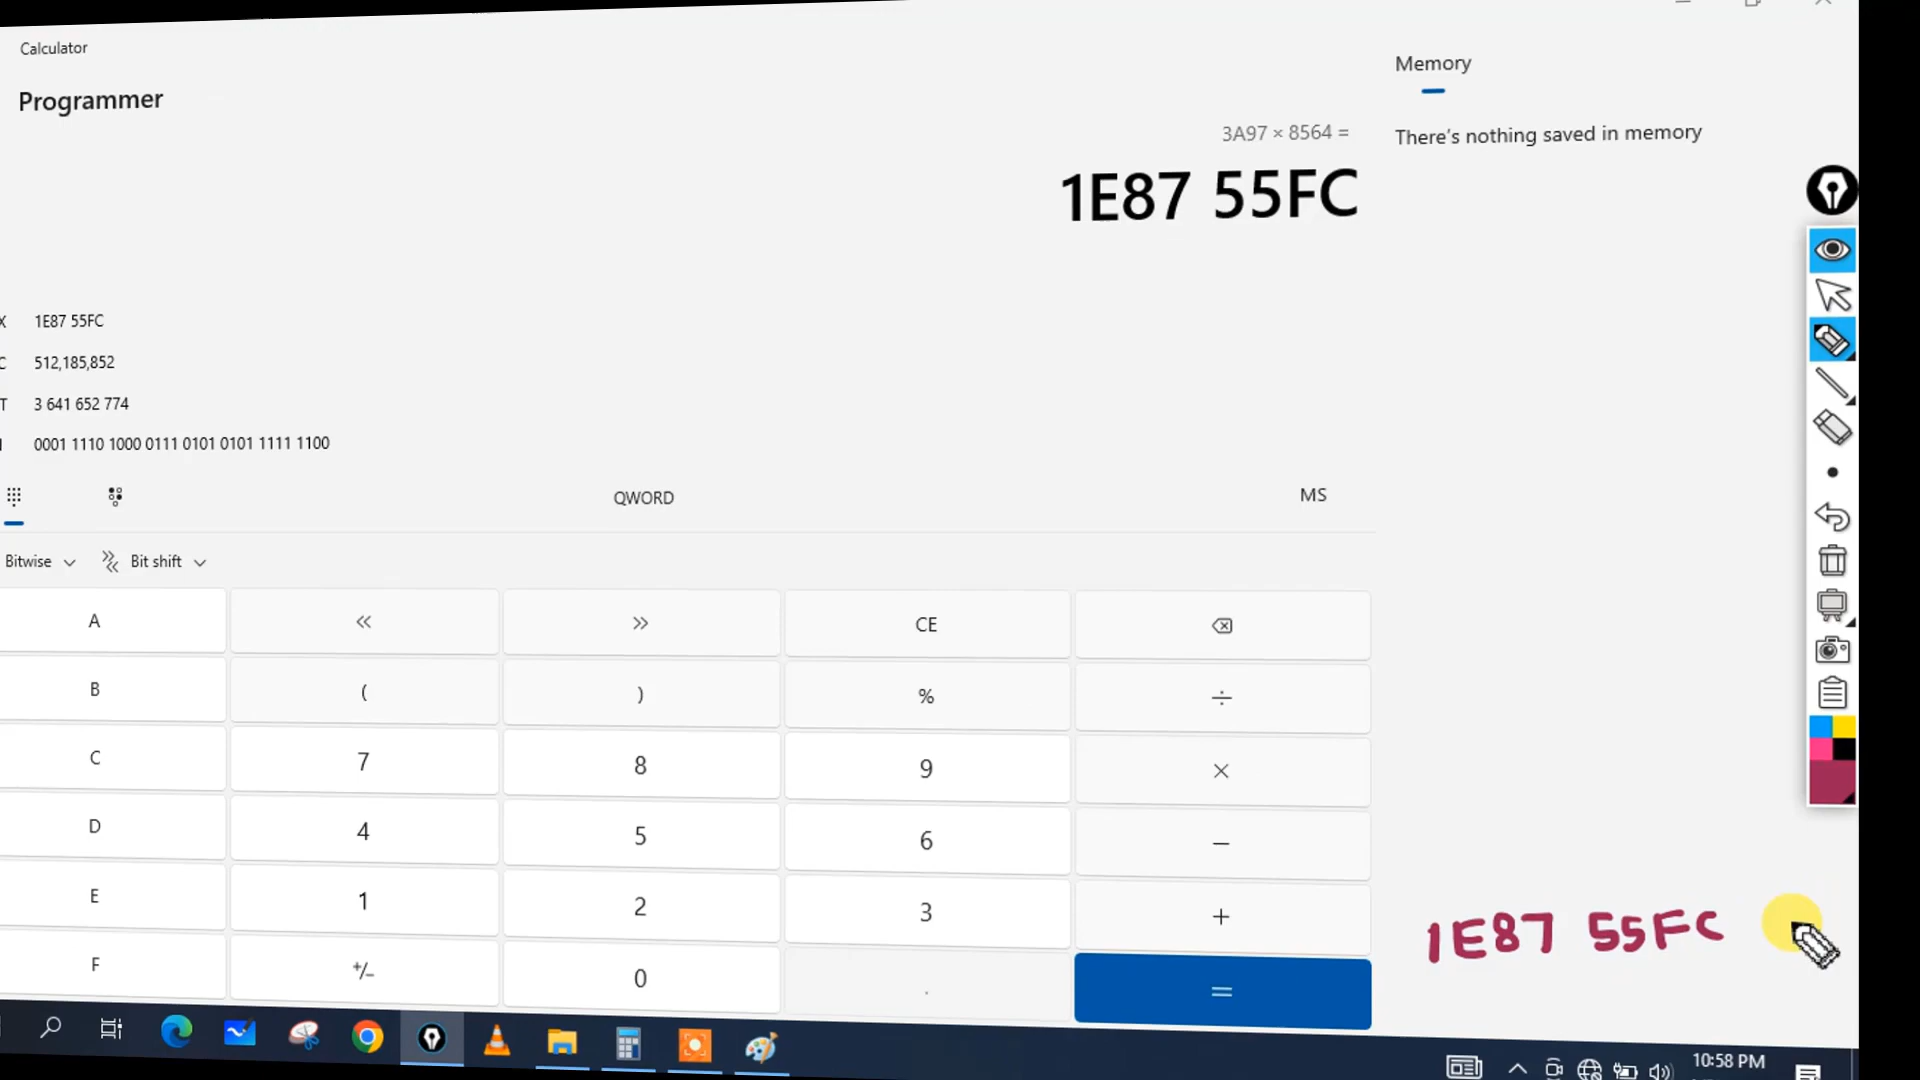 Calculator
Programmer
Memory
There's nothing saved in memory
3A97 × 8564 =
1E87 55FC
X 1E87 55FC
C 512,185,852
T 3 641 652 774
0001 1110 1000 0111 0101 0101 1111 1100
QWORD MS
Bitwise Bit shift
A « » CE
B ( ) % ÷
C 7 8 9 ×
D 4 5 6 −
E 1 2 3 +
F +/− 0 . =
1E87 55FC
10:58 PM